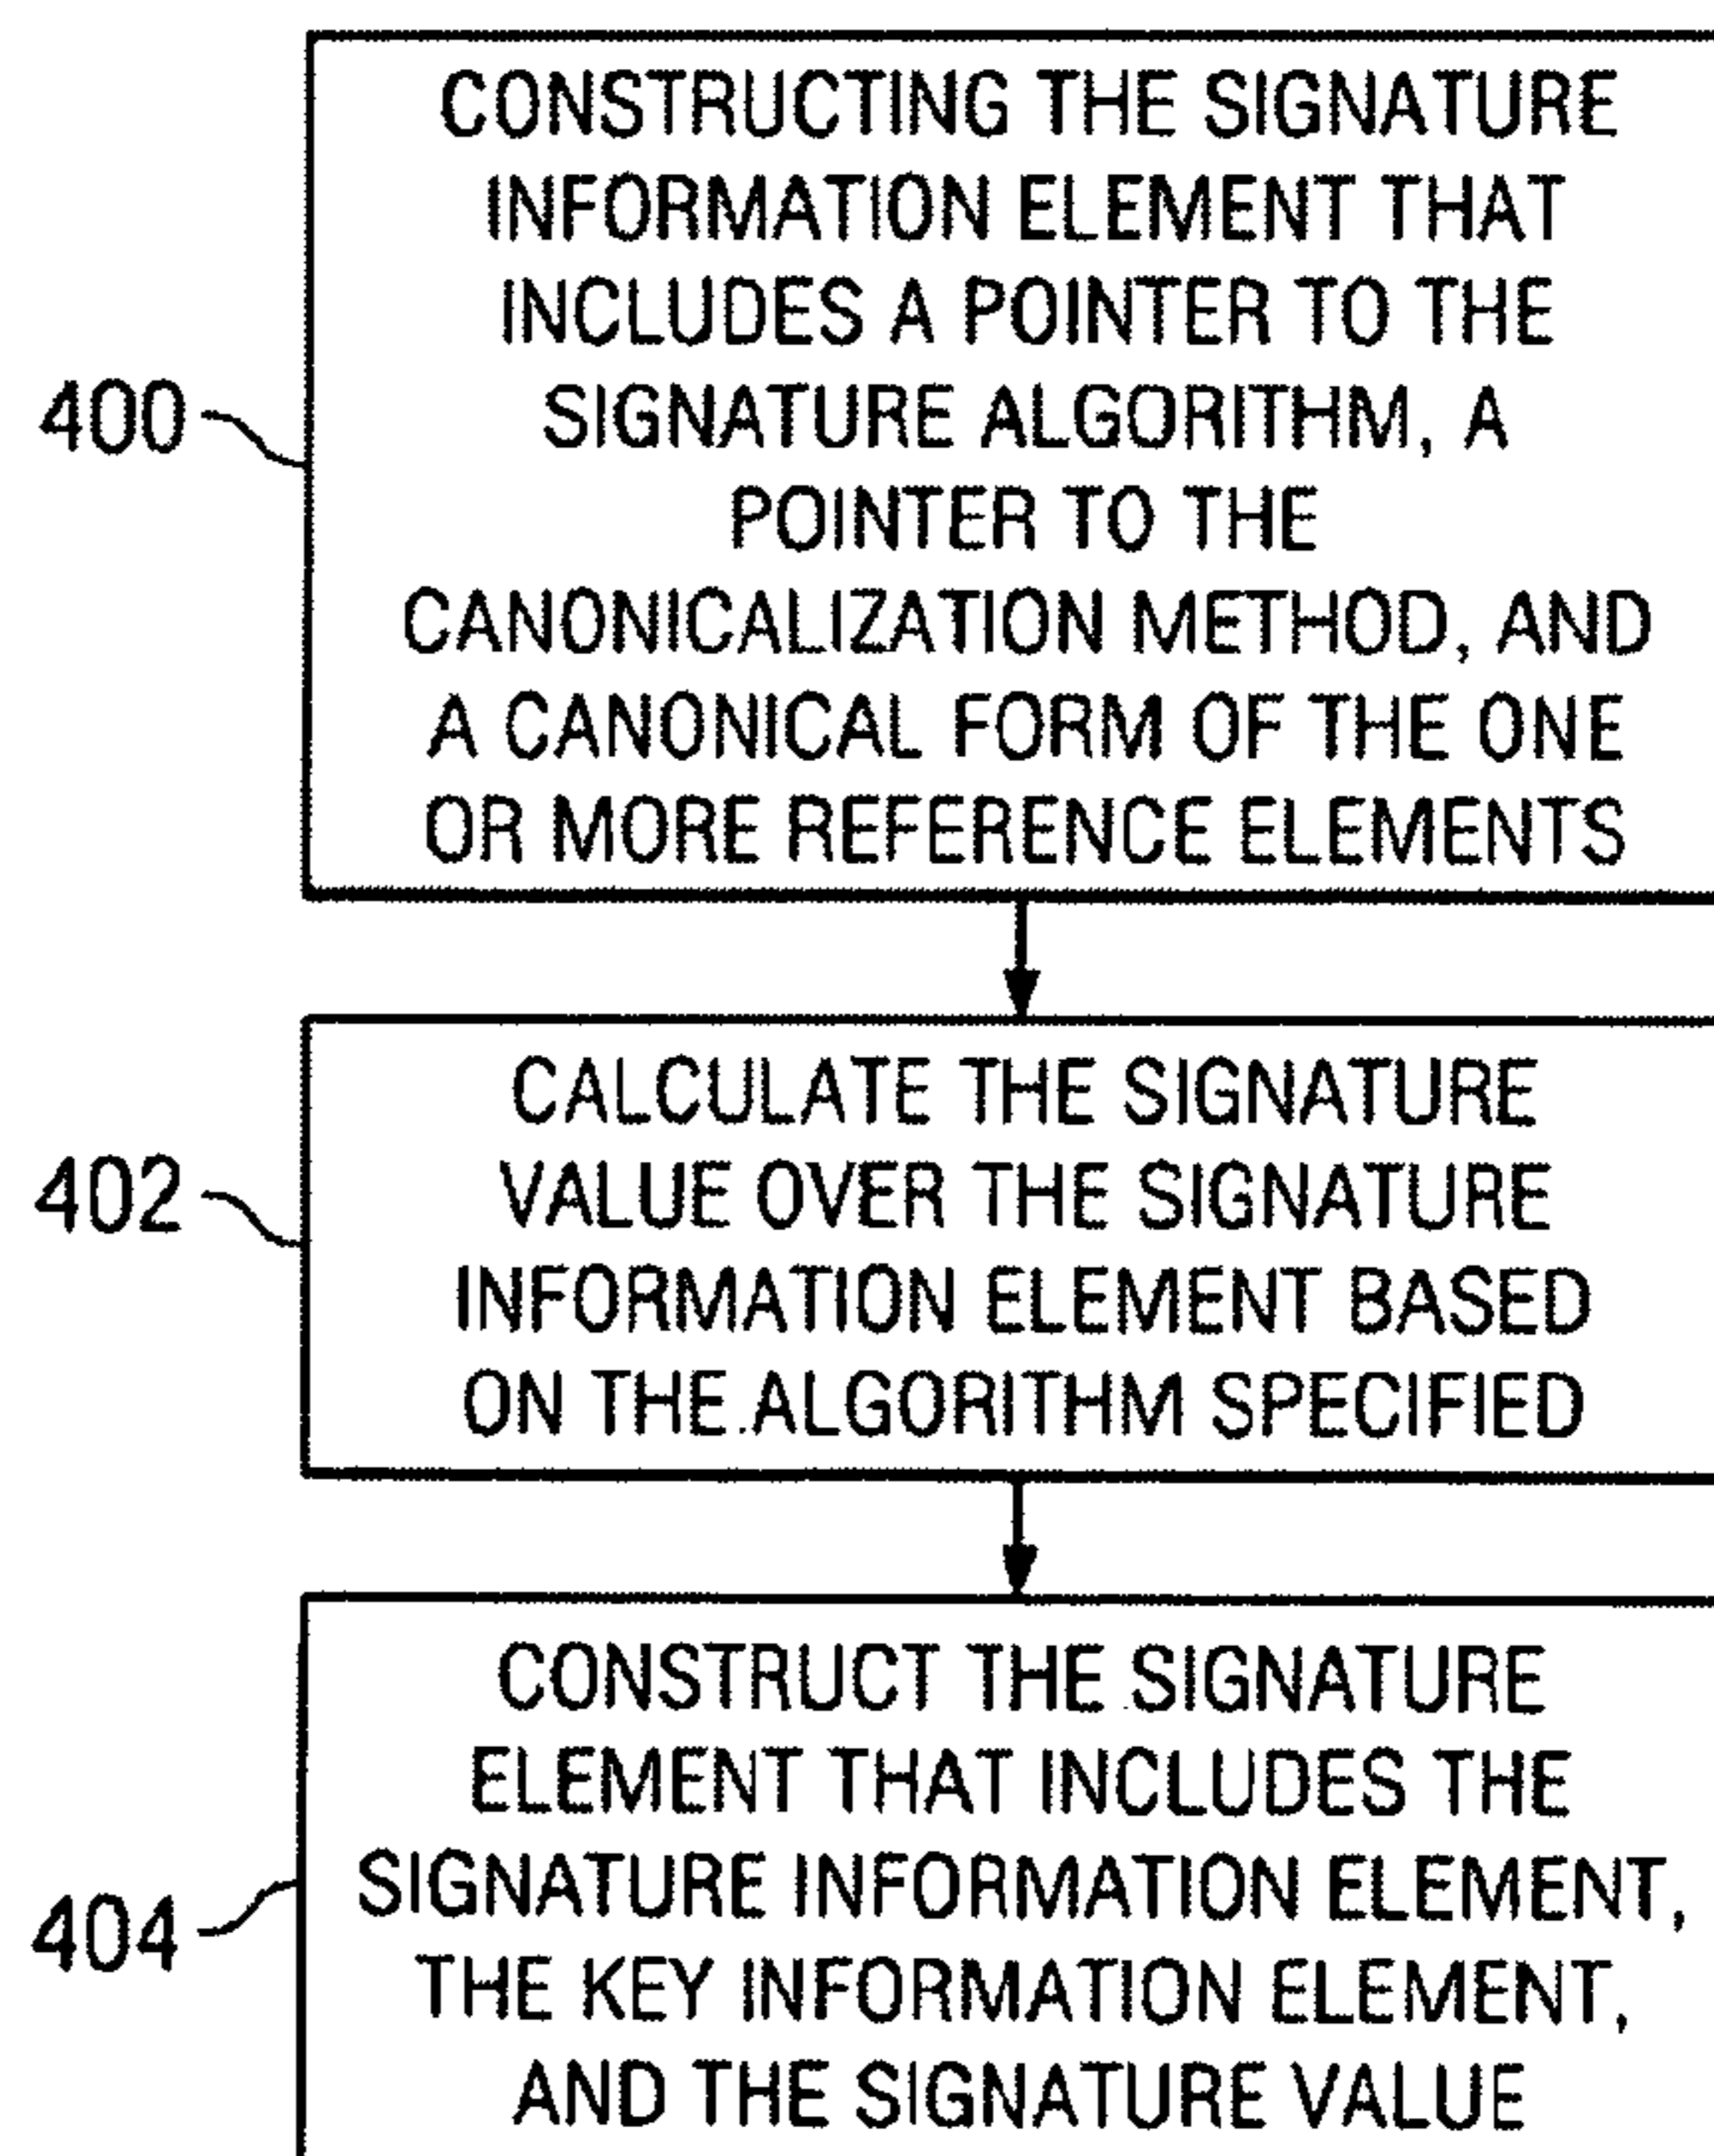 CONSTRUCTING THE SIGNATURE
INFORMATION ELEMENT THAT
INCLUDES A POINTER TO THE
SIGNATURE ALGORITHM, A
POINTER TO THE
CANONICALIZATION METHOD, AND
A CANONICAL FORM OF THE ONE
OR MORE REFERENCE ELEMENTS
400
CALCULATE THE SIGNATURE
VALUE OVER THE SIGNATURE
INFORMATION ELEMENT BASED
ON THE ALGORITHM SPECIFIED
402
CONSTRUCT THE SIGNATURE
ELEMENT THAT INCLUDES THE
SIGNATURE INFORMATION ELEMENT,
THE KEY INFORMATION ELEMENT,
AND THE SIGNATURE VALUE
404